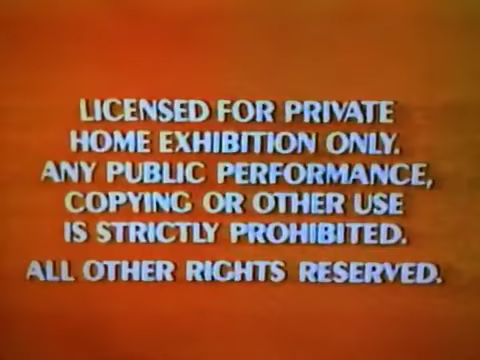 LICENSED FOR PRIVATE
HOME EXHIBITION ONLY.
ANY PUBLIC PERFORMANCE,
COPYING OR OTHER USE
IS STRICTLY PROHIBITED.
ALL OTHER RIGHTS RESERVED.